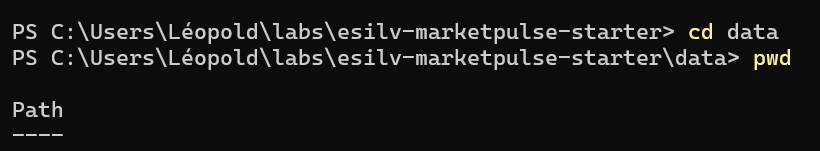 PS C:\Users\Léopold\labs\esilv-marketpulse-starter> cd data
PS C:\Users\Léopold\labs\esilv-marketpulse-starter\data> pwd
Path
----